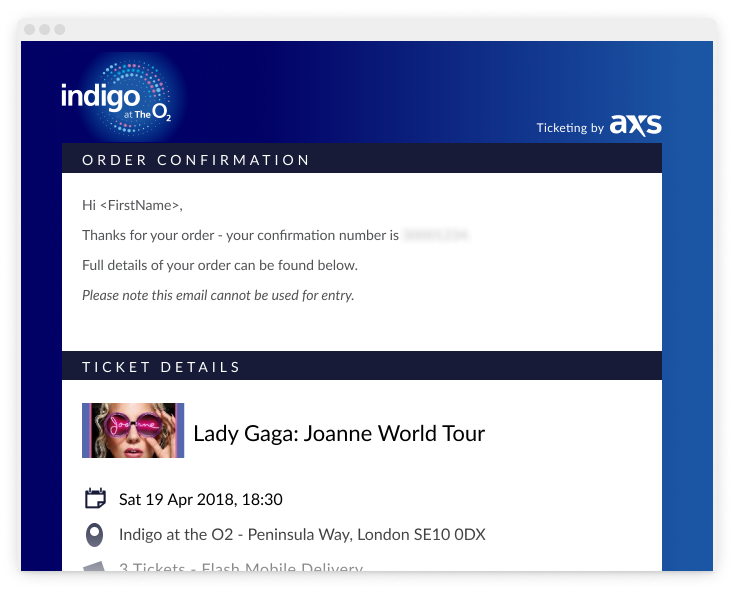 indigo
at The O2
Ticketing by axs
ORDER CONFIRMATION
Hi <FirstName>,
Thanks for your order - your confirmation number is
Full details of your order can be found below.
Please note this email cannot be used for entry.
TICKET DETAILS
Joanne
Lady Gaga: Joanne World Tour
Sat 19 Apr 2018, 18:30
Indigo at the O2 - Peninsula Way, London SE10 0DX
3 Tickets - Flash Mobile Delivery